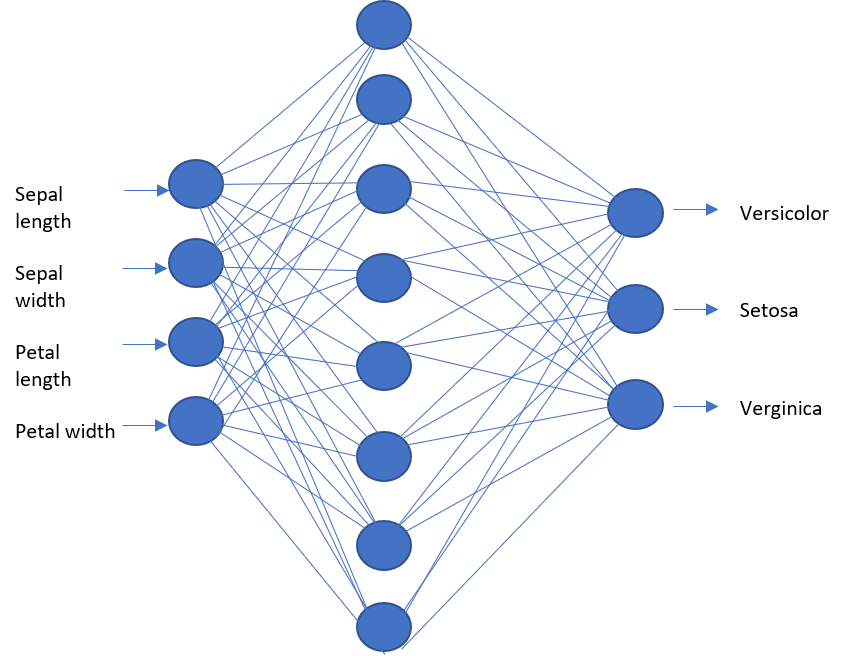 Sepal
length
Sepal
width
Petal
length
Petal width
Versicolor
Setosa
Verginica